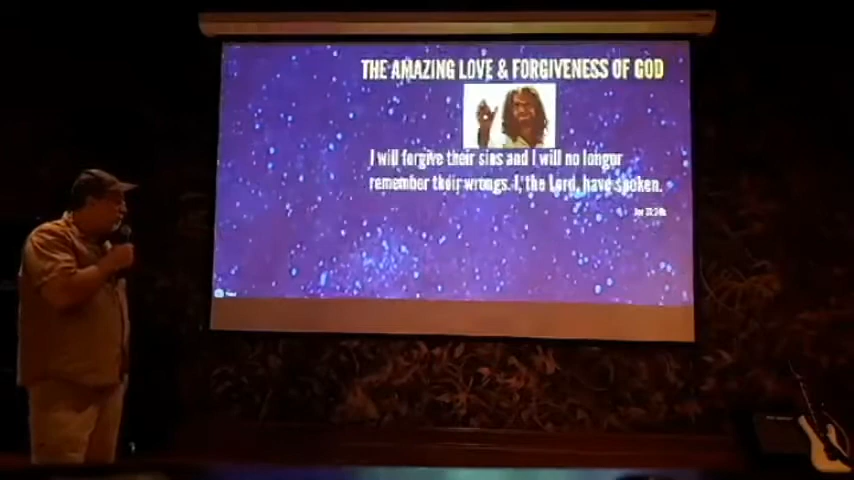 THE AMAZING LOVE & FORGIVENESS OF GOD
I will forgive their sins and I will no longer
remember their wrongs. I, the Lord, have spoken.